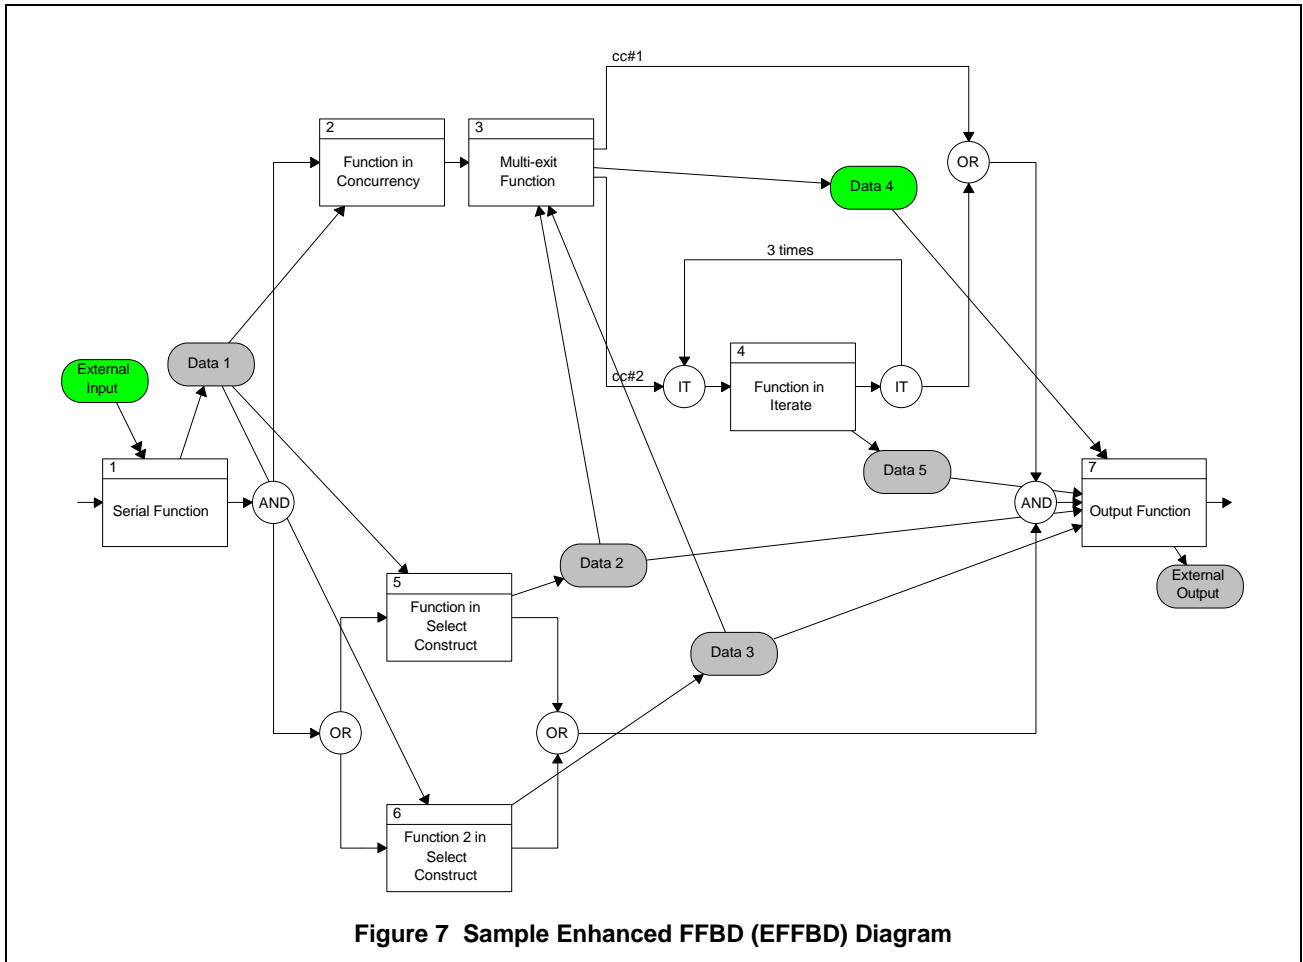 cc#1
2
Function in
Concurrency
3
Multi-exit
Function
OR
Data 4
3 times
External
Input
Data 1
cc#2
IT
4
Function in
Iterate
IT
1
Serial Function
AND
Data 5
AND
7
Output Function
Data 2
External
Output
5
Function in
Select
Construct
Data 3
OR
OR
6
Function 2 in
Select
Construct
Figure 7 Sample Enhanced FFBD (EFFBD) Diagram